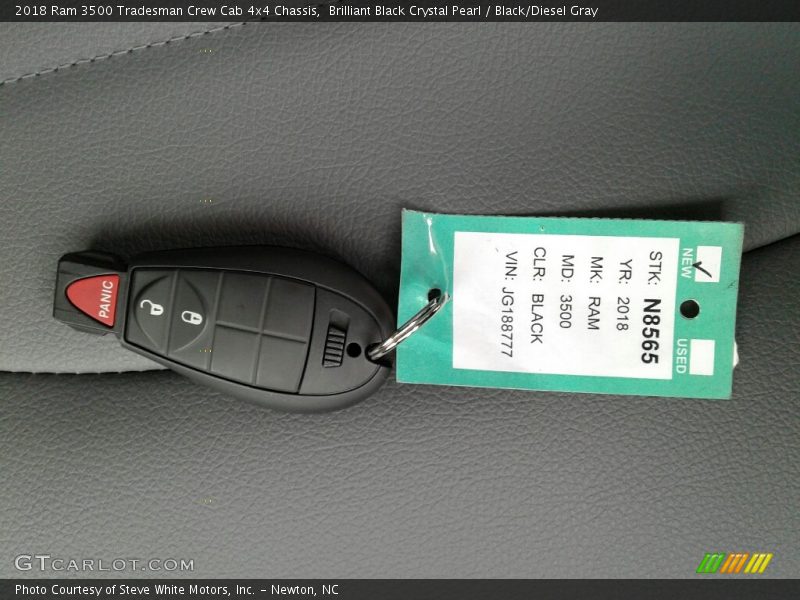 2018 Ram 3500 Tradesman Crew Cab 4x4 Chassis, Brilliant Black Crystal Pearl / Black/Diesel Gray
PANIC
NEW
USED
STK: N8565
YR: 2018
MK: RAM
MD: 3500
CLR: BLACK
VIN: JG188777
GTCARLOT.COM
Photo Courtesy of Steve White Motors, Inc. – Newton, NC